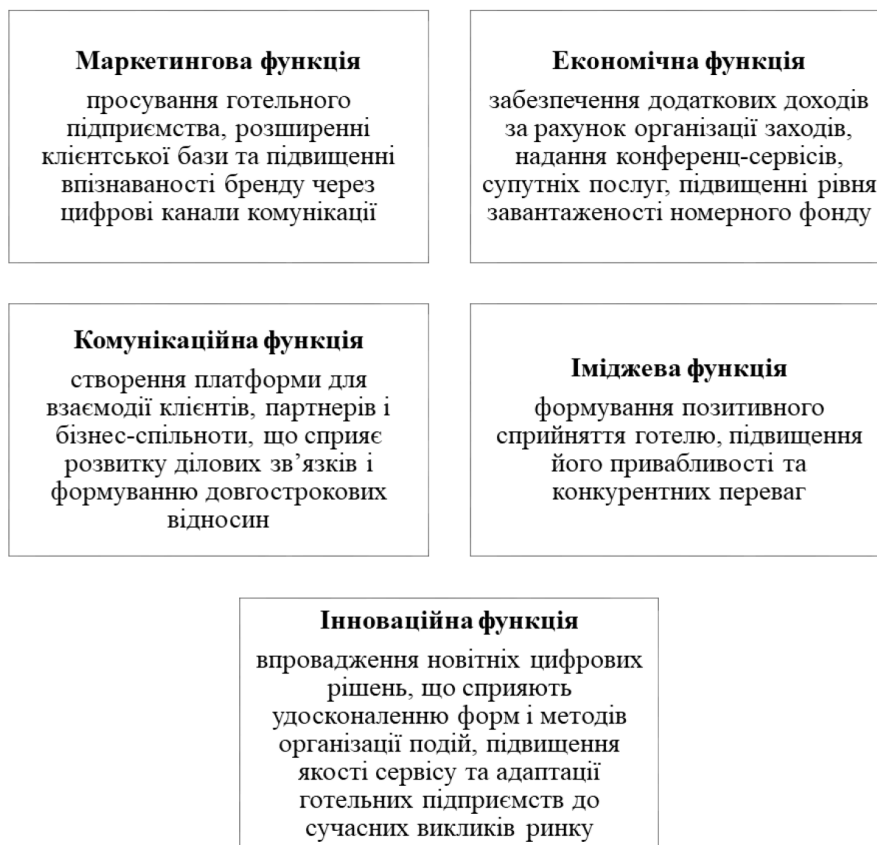 Маркетингова функція
просування готельного
підприємства, розширенні
клієнтської бази та підвищенні
впізнаваності бренду через
цифрові канали комунікації
Економічна функція
забезпечення додаткових доходів
за рахунок організації заходів,
надання конференц-сервісів,
супутніх послуг, підвищенні рівня
завантаженості номерного фонду
Комунікаційна функція
створення платформи для
взаємодії клієнтів, партнерів і
бізнес-спільноти, що сприяє
розвитку ділових зв’язків і
формуванню довгострокових
відносин
Іміджева функція
формування позитивного
сприйняття готелю, підвищення
його привабливості та
конкурентних переваг
Інноваційна функція
впровадження новітніх цифрових
рішень, що сприяють
удосконаленню форм і методів
організації подій, підвищення
якості сервісу та адаптації
готельних підприємств до
сучасних викликів ринку